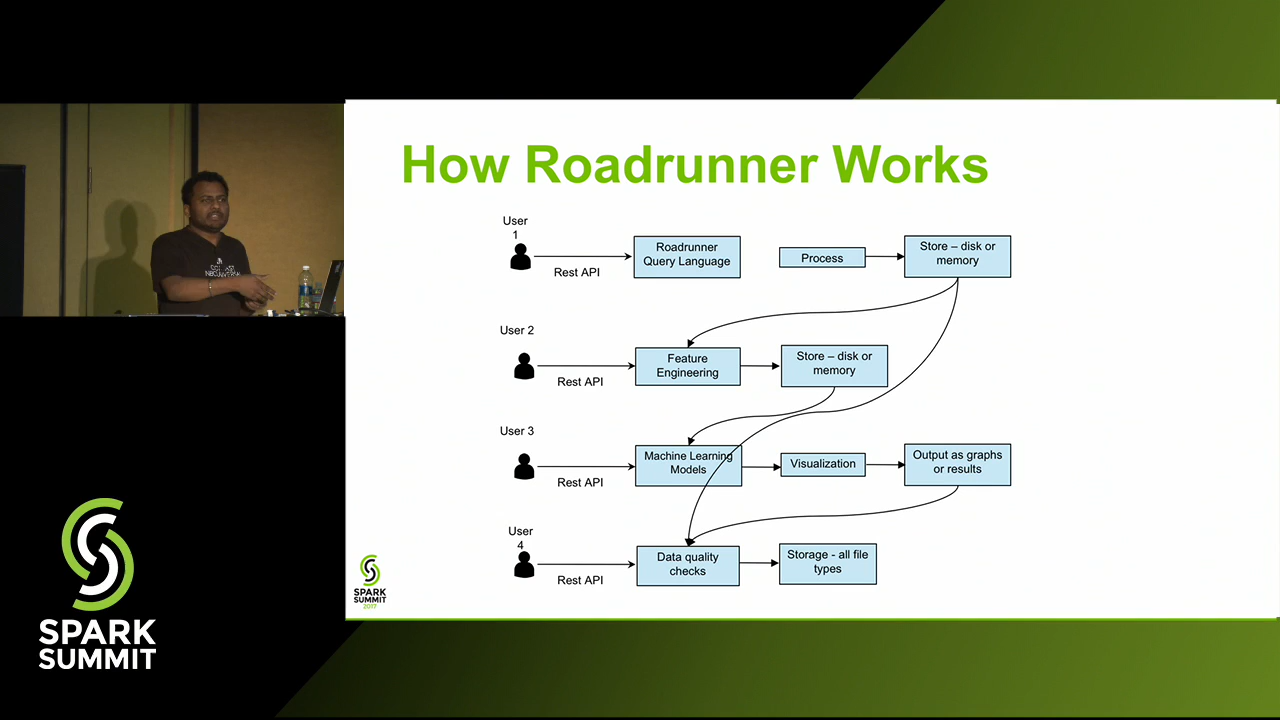 How Roadrunner Works
User
1
Rest API
Roadrunner
Query Language
Process
Store – disk or
memory
User 2
Rest API
Feature
Engineering
Store – disk or
memory
User 3
Rest API
Machine Learning
Models
Visualization
Output as graphs
or results
User
4
Rest API
Data quality
checks
Storage - all file
types
SPARK
SUMMIT
2017
SPARK
SUMMIT